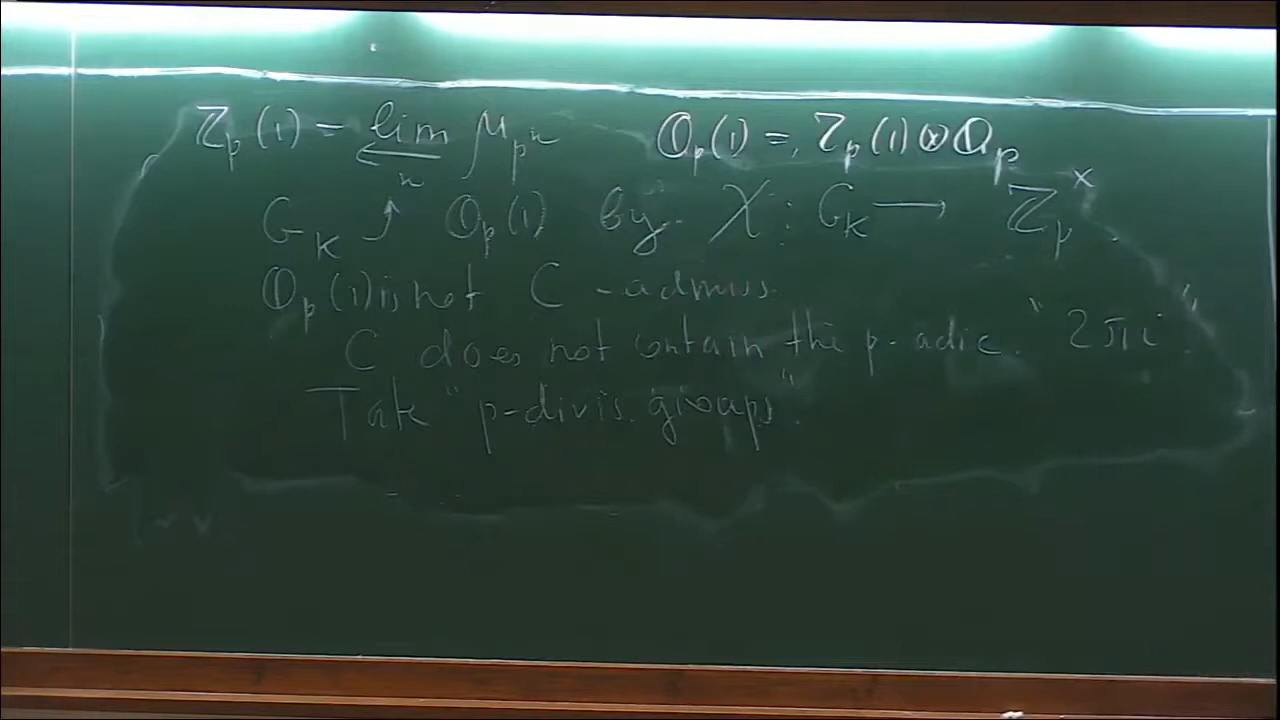 ℤ_p(1) = lim← μ_{p^n}    ℚ_p(1) = ℤ_p(1) ⊗ ℚ_p
n
G_K ↷ ℚ_p(1) by χ : G_K → ℤ_p^×.
ℚ_p(1) is not C - admiss.
C does not contain the p-adic "2πi".
Tate "p-divis. groups".